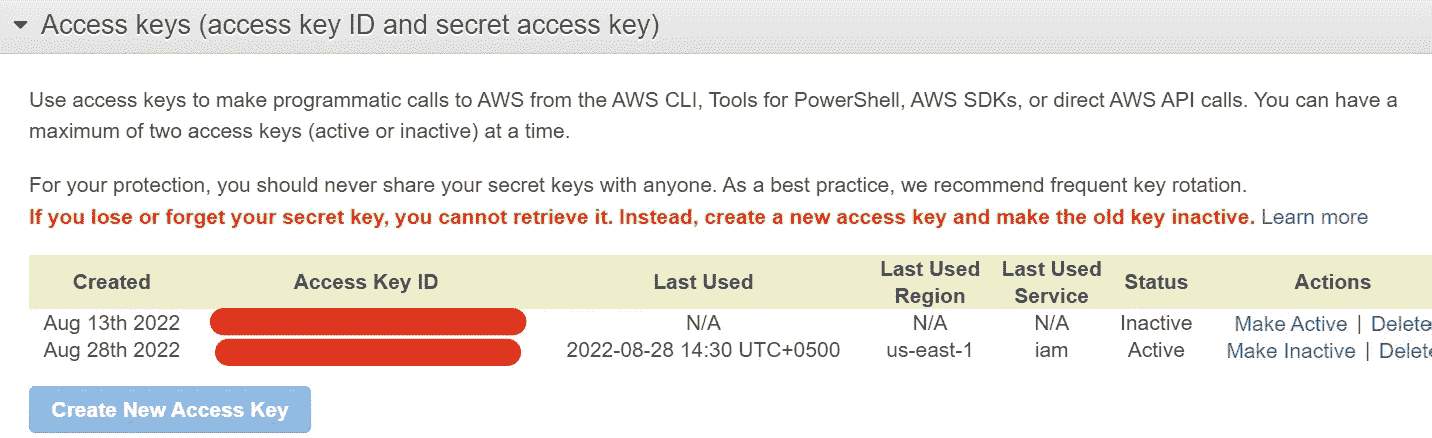 Access keys (access key ID and secret access key)
Use access keys to make programmatic calls to AWS from the AWS CLI, Tools for PowerShell, AWS SDKs, or direct AWS API calls. You can have a
maximum of two access keys (active or inactive) at a time.
For your protection, you should never share your secret keys with anyone. As a best practice, we recommend frequent key rotation.
If you lose or forget your secret key, you cannot retrieve it. Instead, create a new access key and make the old key inactive. Learn more
Created Access Key ID Last Used Last Used Region Last Used Service Status Actions
Aug 13th 2022 N/A N/A N/A Inactive Make Active | Delete
Aug 28th 2022 2022-08-28 14:30 UTC+0500 us-east-1 iam Active Make Inactive | Delete
Create New Access Key